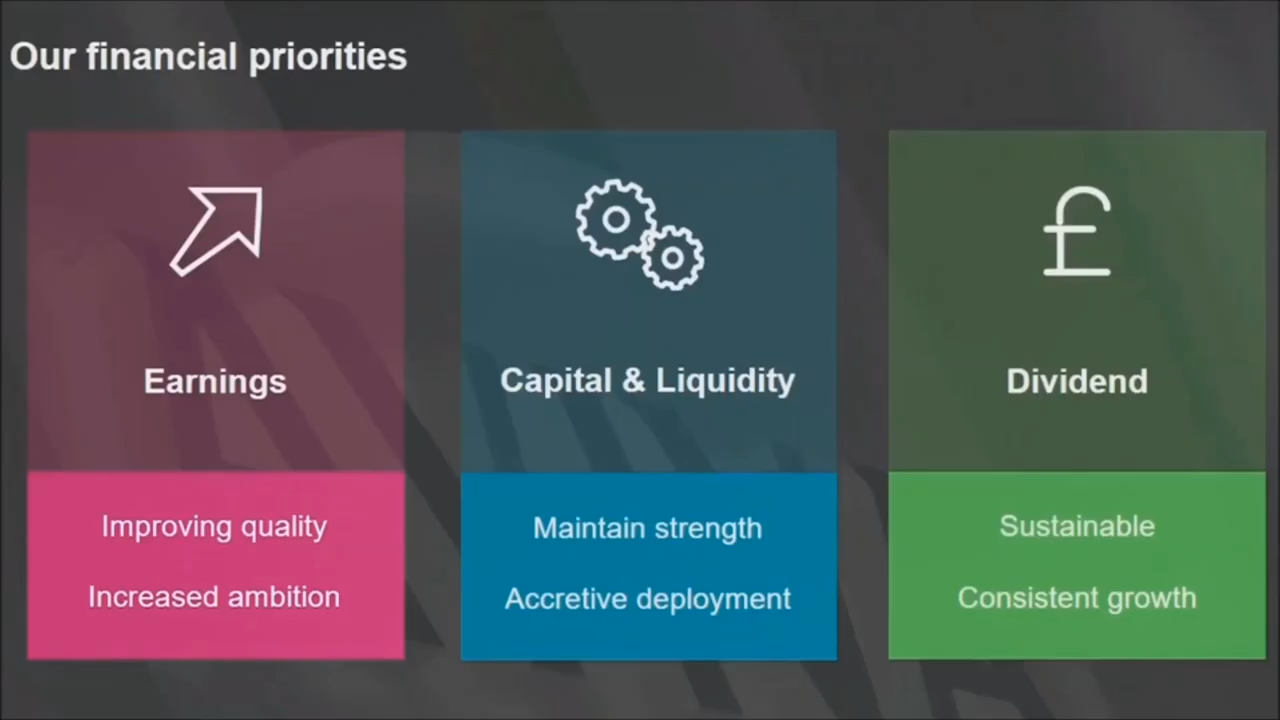 Our financial priorities
Earnings
Improving quality
Increased ambition
Capital & Liquidity
Maintain strength
Accretive deployment
£
Dividend
Sustainable
Consistent growth